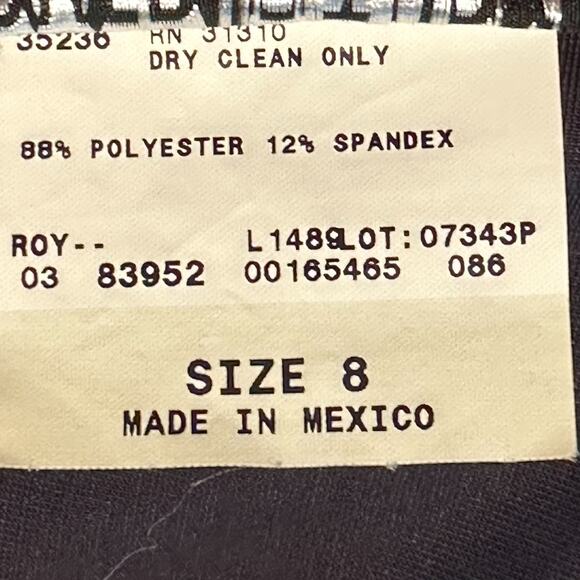 35236 RN 31310
DRY CLEAN ONLY
88% POLYESTER 12% SPANDEX
ROY-- L1489LOT:07343P
03 83952 00165465 086
SIZE 8
MADE IN MEXICO